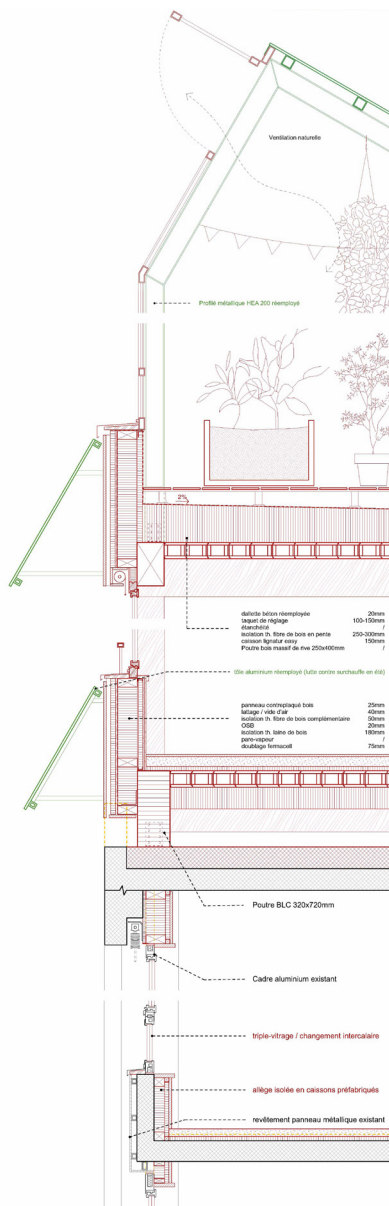 Ventilation naturelle
Profilé métallique HEA 200 réemployé
2%
dallette béton réemployée 20mm
taquet de réglage 100-150mm
étanchéité /
isolation th. fibre de bois en pente 250-300mm
caisson lignatur easy 150mm
Poutre bois massif de rive 250x400mm /
tôle aluminium réemployé (lutte contre surchauffe en été)
panneau contreplaqué bois 25mm
lattage / vide d'air 40mm
isolation th. fibre de bois complémentaire 50mm
OSB 20mm
isolation th. laine de bois 180mm
pare-vapeur /
doublage fermacell 75mm
Poutre BLC 320x720mm
Cadre aluminium existant
triple-vitrage / changement intercalaire
allège isolée en caissons préfabriqués
revêtement panneau métallique existant